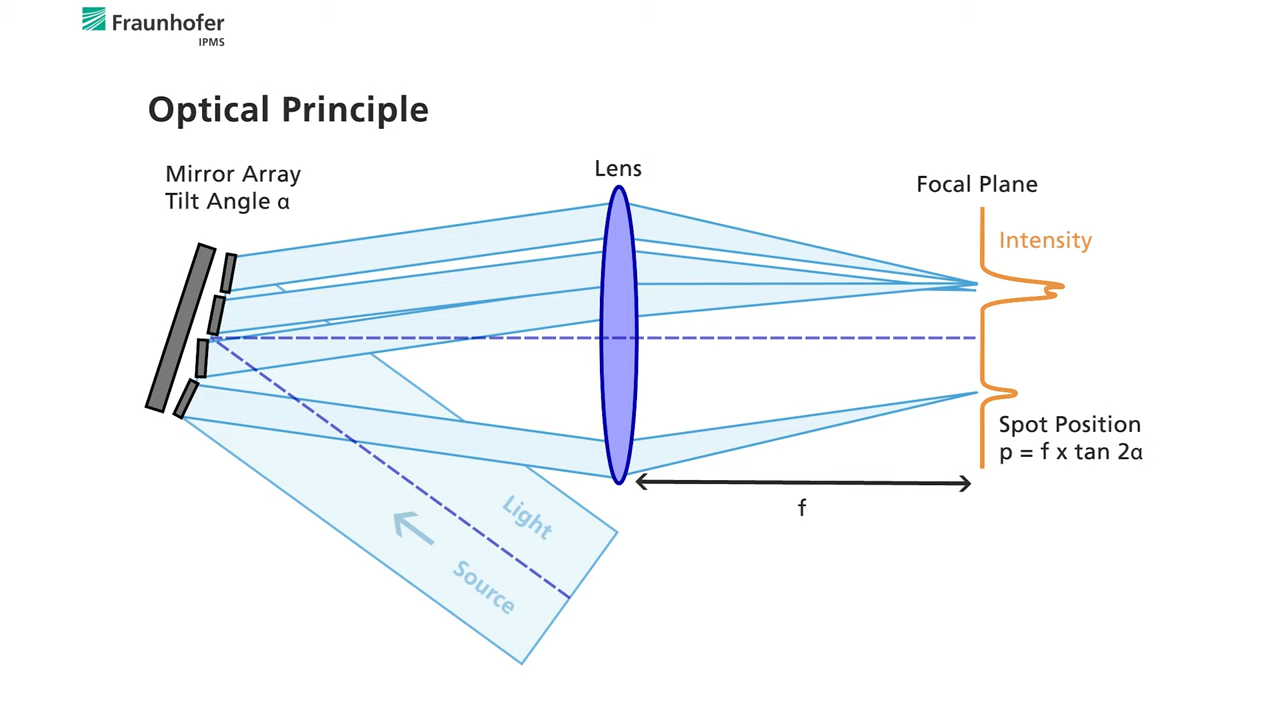 Fraunhofer
IPMS
Optical Principle
Mirror Array
Tilt Angle α
Lens
Focal Plane
Intensity
Spot Position
p = f x tan 2α
f
Light
Source